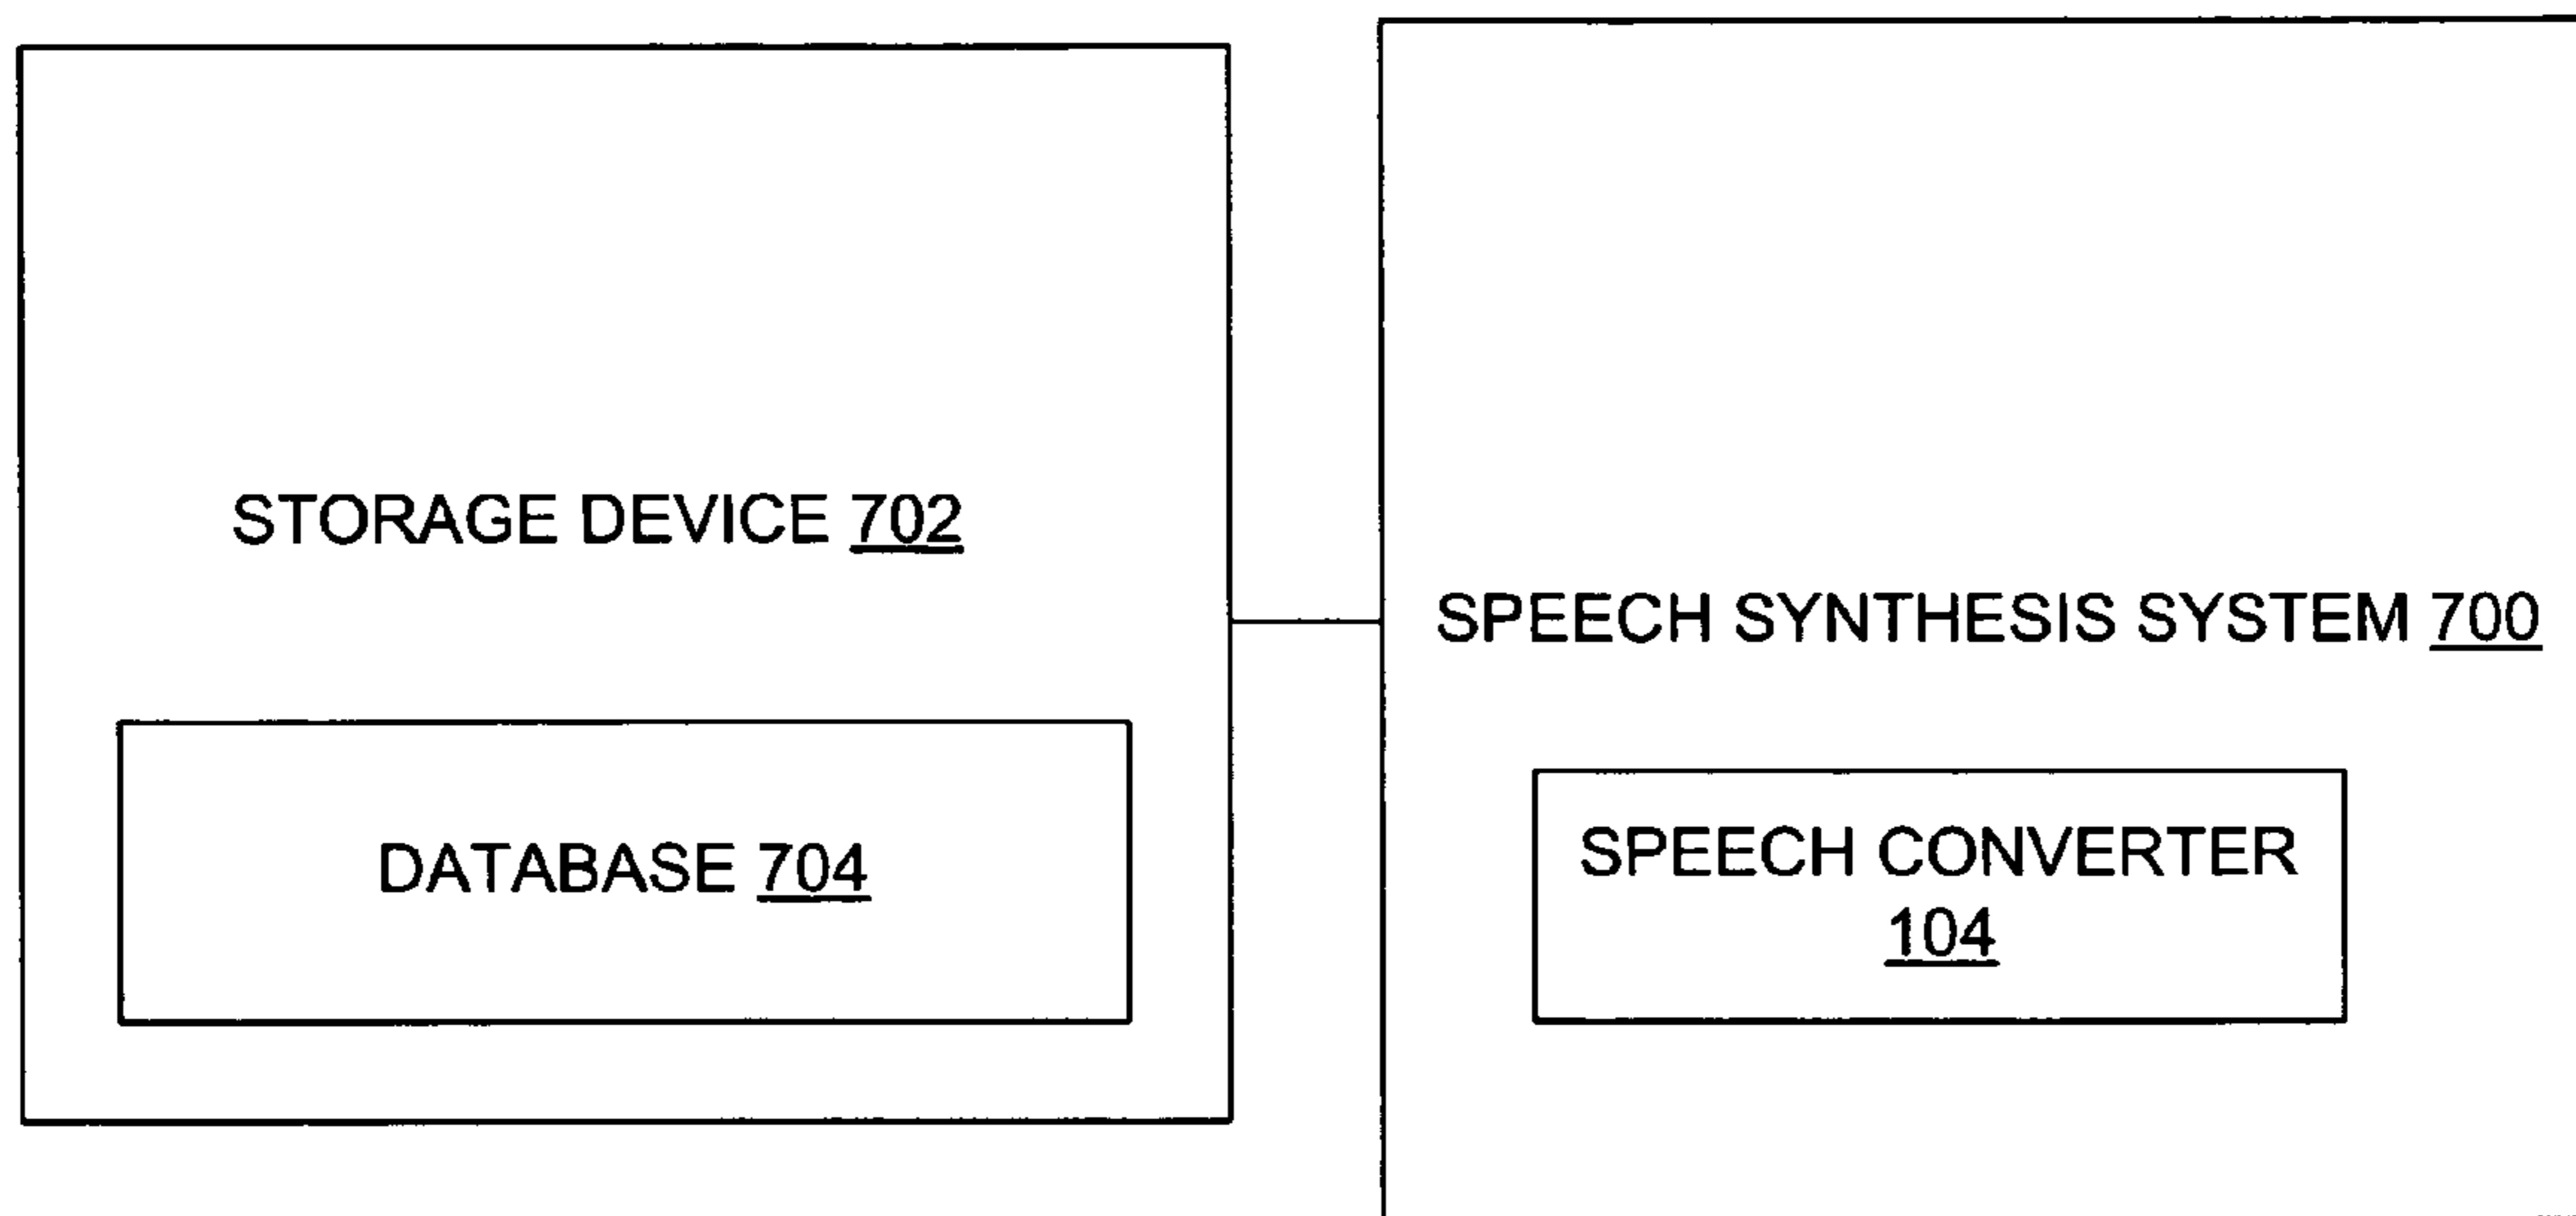 STORAGE DEVICE 702
DATABASE 704
SPEECH SYNTHESIS SYSTEM 700
SPEECH CONVERTER
104